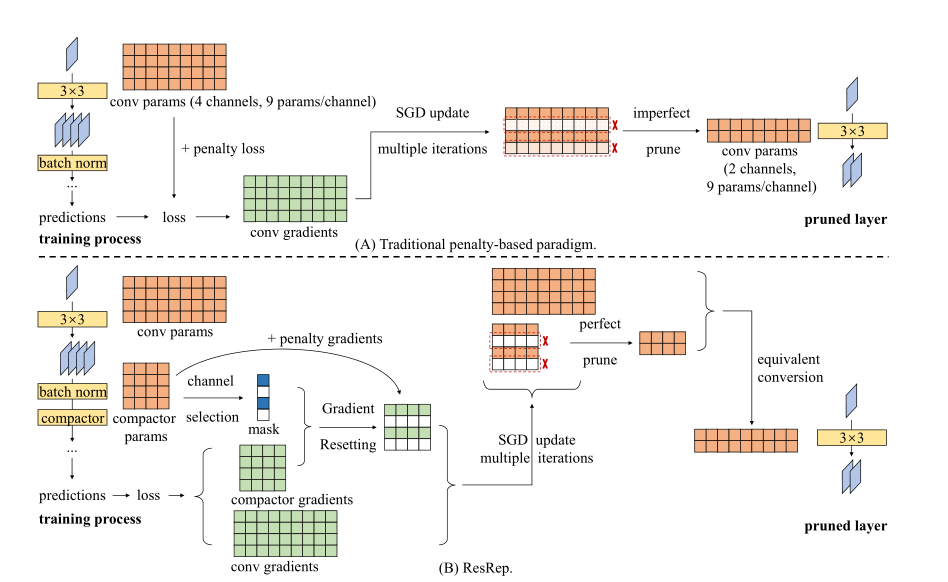 3×3
conv params (4 channels, 9 params/channel)
+ penalty loss
batch norm
...
predictions
loss
conv gradients
training process
SGD update
multiple iterations
X
X
imperfect
prune
conv params
(2 channels,
9 params/channel)
3×3
pruned layer
(A) Traditional penalty-based paradigm.
3×3
conv params
+ penalty gradients
batch norm
compactor
...
compactor
params
channel
selection
mask
Gradient
Resetting
compactor gradients
predictions
loss
training process
conv gradients
X
X
perfect
prune
SGD update
multiple iterations
equivalent
conversion
3×3
pruned layer
(B) ResRep.